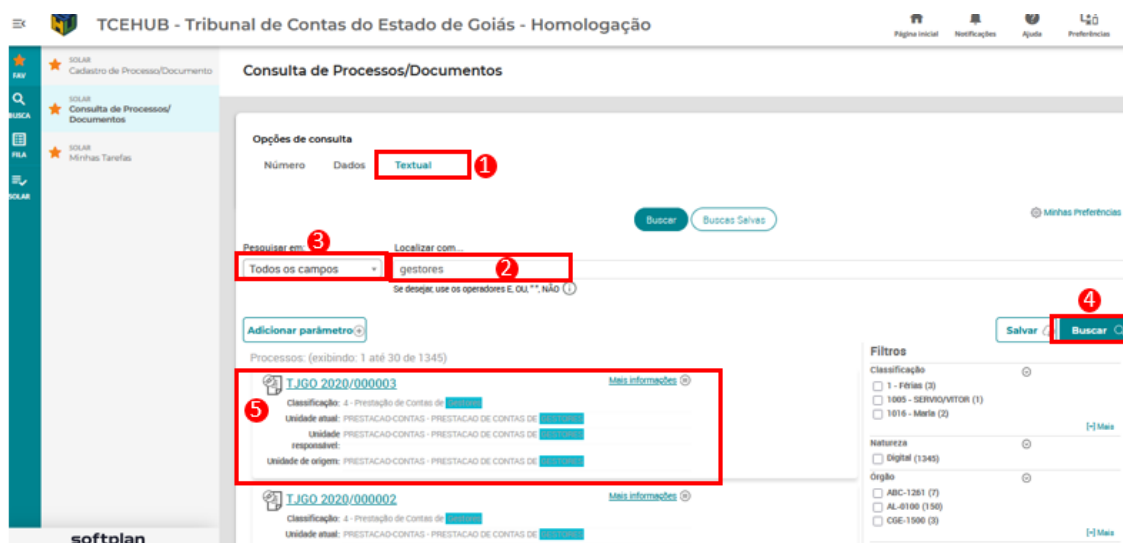 TCEHUB - Tribunal de Contas do Estado de Goiás - Homologação
Página inicial
Notificações
Ajuda
Preferências
FAV
BUSCA
FILA
SOLAR
SOLAR
Cadastro de Processo/Documento
SOLAR
Consulta de Processos/
Documentos
SOLAR
Minhas Tarefas
softplan
Consulta de Processos/Documentos
Opções de consulta
Número Dados Textual 1
Buscar Buscas Salvas
Minhas Preferências
Pesquisar em: 3 Localizar com...
Todos os campos gestores 2
Se desejar, use os operadores E, OU, " ", NÃO
4
Adicionar parâmetro
Salvar Buscar
Processos: (exibindo: 1 até 30 de 1345)
5
TJGO 2020/000003 Mais informações
Classificação: 4 - Prestação de Contas de Gestores
Unidade atual: PRESTACAO-CONTAS - PRESTACAO DE CONTAS DE GESTORES
Unidade responsável: PRESTACAO-CONTAS - PRESTACAO DE CONTAS DE GESTORES
Unidade de origem: PRESTACAO-CONTAS - PRESTACAO DE CONTAS DE GESTORES
TJGO 2020/000002 Mais informações
Classificação: 4 - Prestação de Contas de Gestores
Unidade atual: PRESTACAO-CONTAS - PRESTACAO DE CONTAS DE GESTORES
Filtros
Classificação
1 - Férias (3)
1005 - SERVIO/VITOR (1)
1016 - Maria (2)
[+] Mais
Natureza
Digital (1345)
Órgão
ABC-1261 (7)
AL-0100 (150)
CGE-1500 (3)
[+] Mais